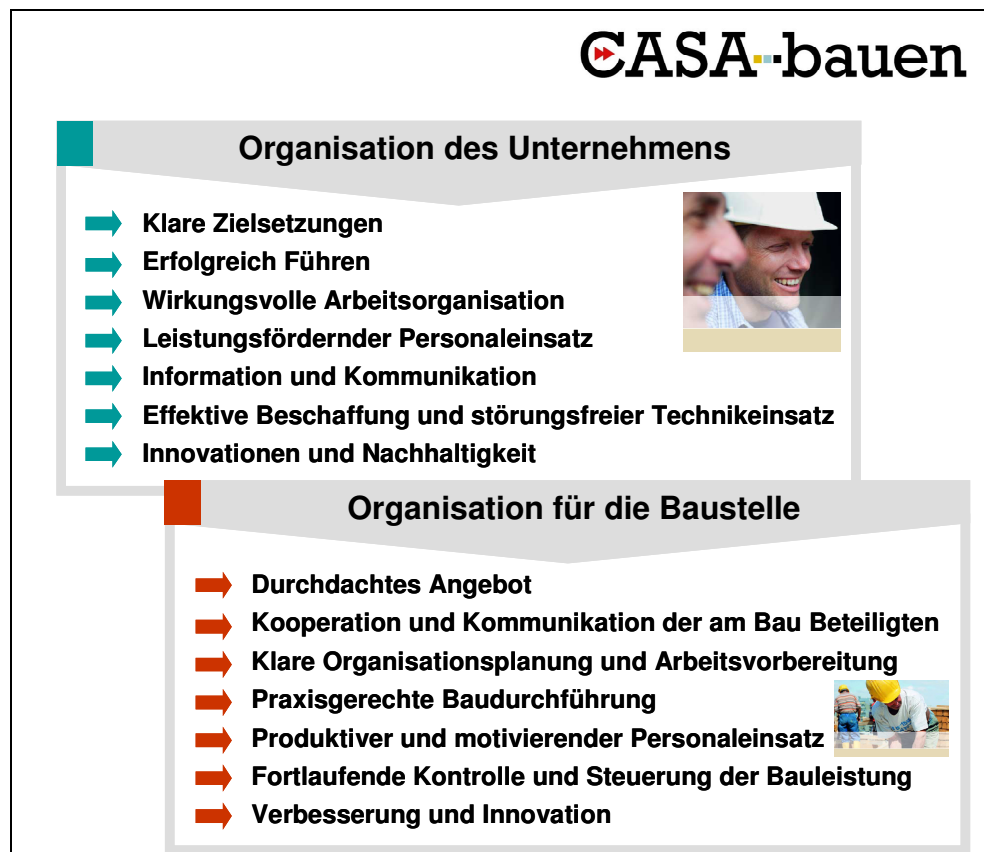 CASA-bauen
Organisation des Unternehmens
Klare Zielsetzungen
Erfolgreich Führen
Wirkungsvolle Arbeitsorganisation
Leistungsfördernder Personaleinsatz
Information und Kommunikation
Effektive Beschaffung und störungsfreier Technikeinsatz
Innovationen und Nachhaltigkeit
Organisation für die Baustelle
Durchdachtes Angebot
Kooperation und Kommunikation der am Bau Beteiligten
Klare Organisationsplanung und Arbeitsvorbereitung
Praxisgerechte Baudurchführung
Produktiver und motivierender Personaleinsatz
Fortlaufende Kontrolle und Steuerung der Bauleistung
Verbesserung und Innovation